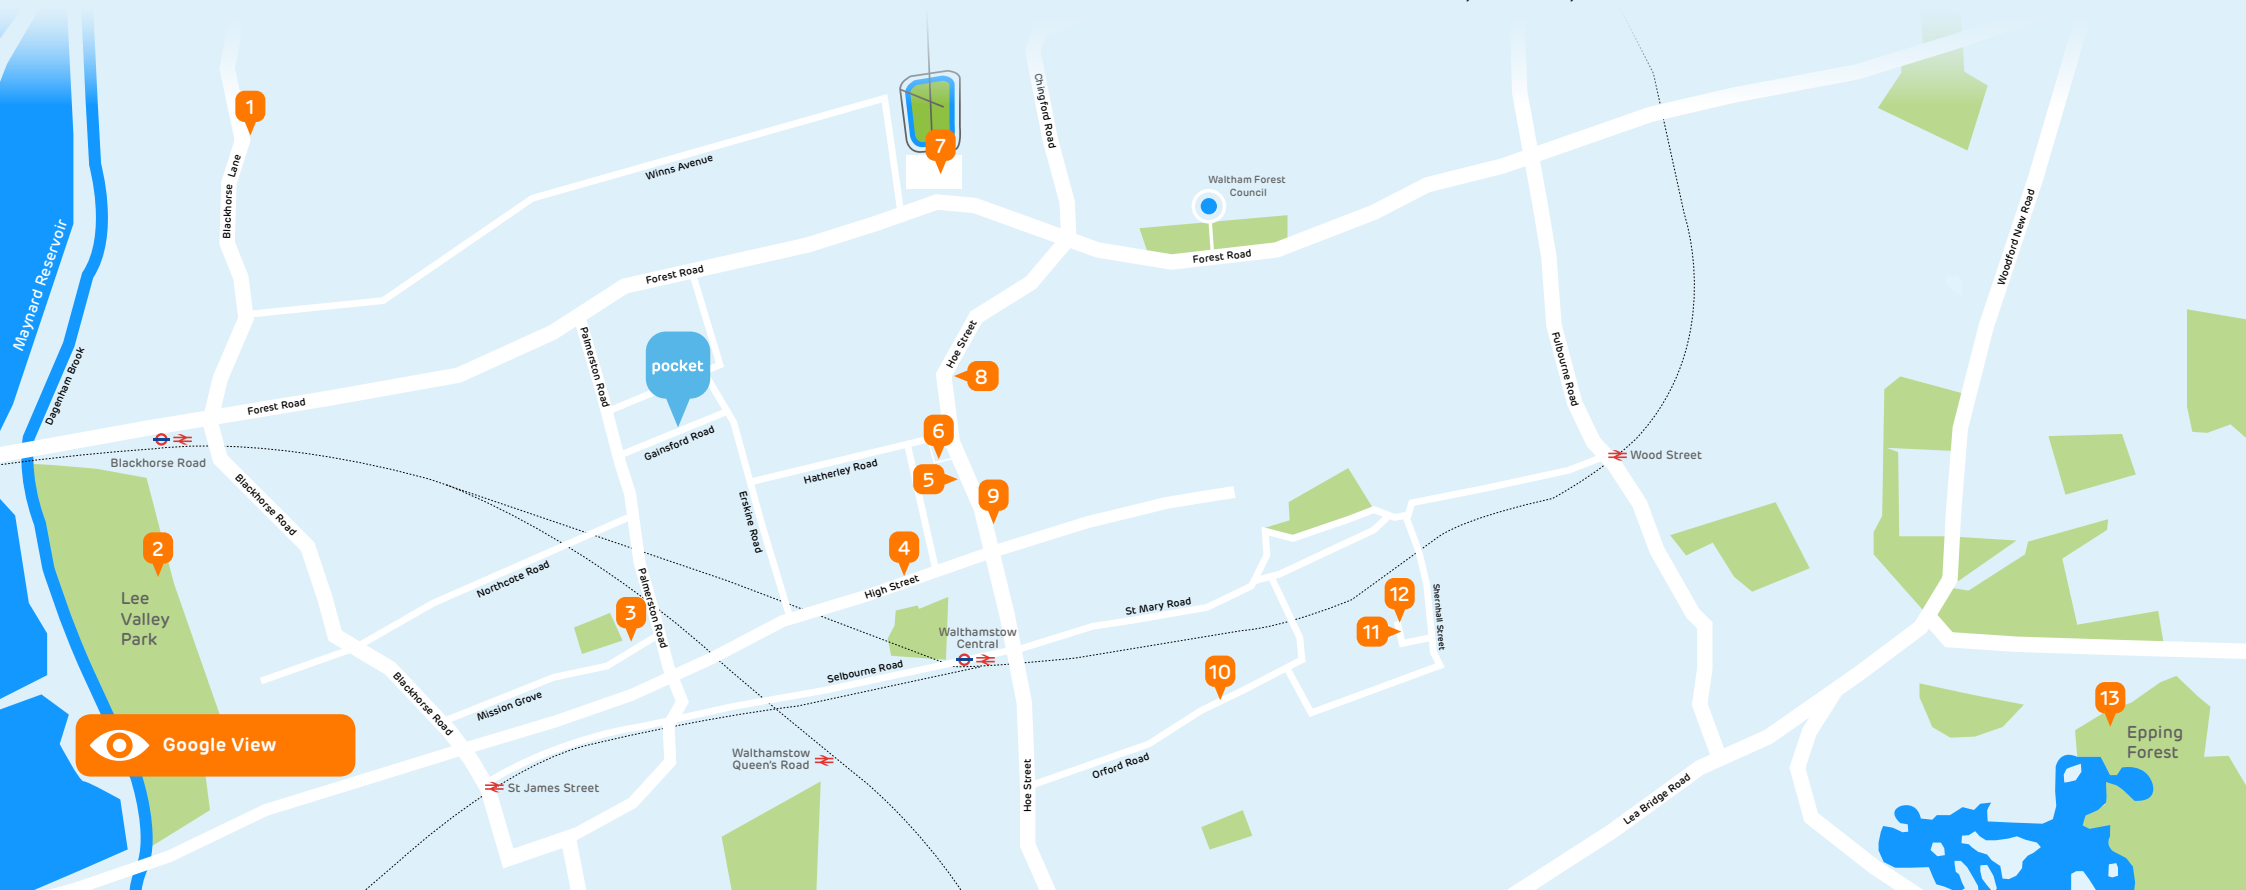 1
Blackhorse Lane
Winns Avenue
7
Chingford Road
Waltham Forest
Council
Forest Road
Maynard Reservoir
Dagenham Brook
Forest Road
Palmerston Road
pocket
Gainsford Road
Hoe Street
8
Fulbourne Road
Woodford New Road
Forest Road
Blackhorse Road
Blackhorse Road
6
Hatherley Road
5
9
Erskine Road
Wood Street
2
Lee
Valley
Park
Northcote Road
3
Palmerston Road
4
High Street
Walthamstow
Central
St Mary Road
12
11
Shernhall Street
Selbourne Road
10
Mission Grove
Blackhorse Road
Google View
St James Street
Walthamstow
Queen's Road
Hoe Street
Orford Road
Lea Bridge Road
13
Epping
Forest